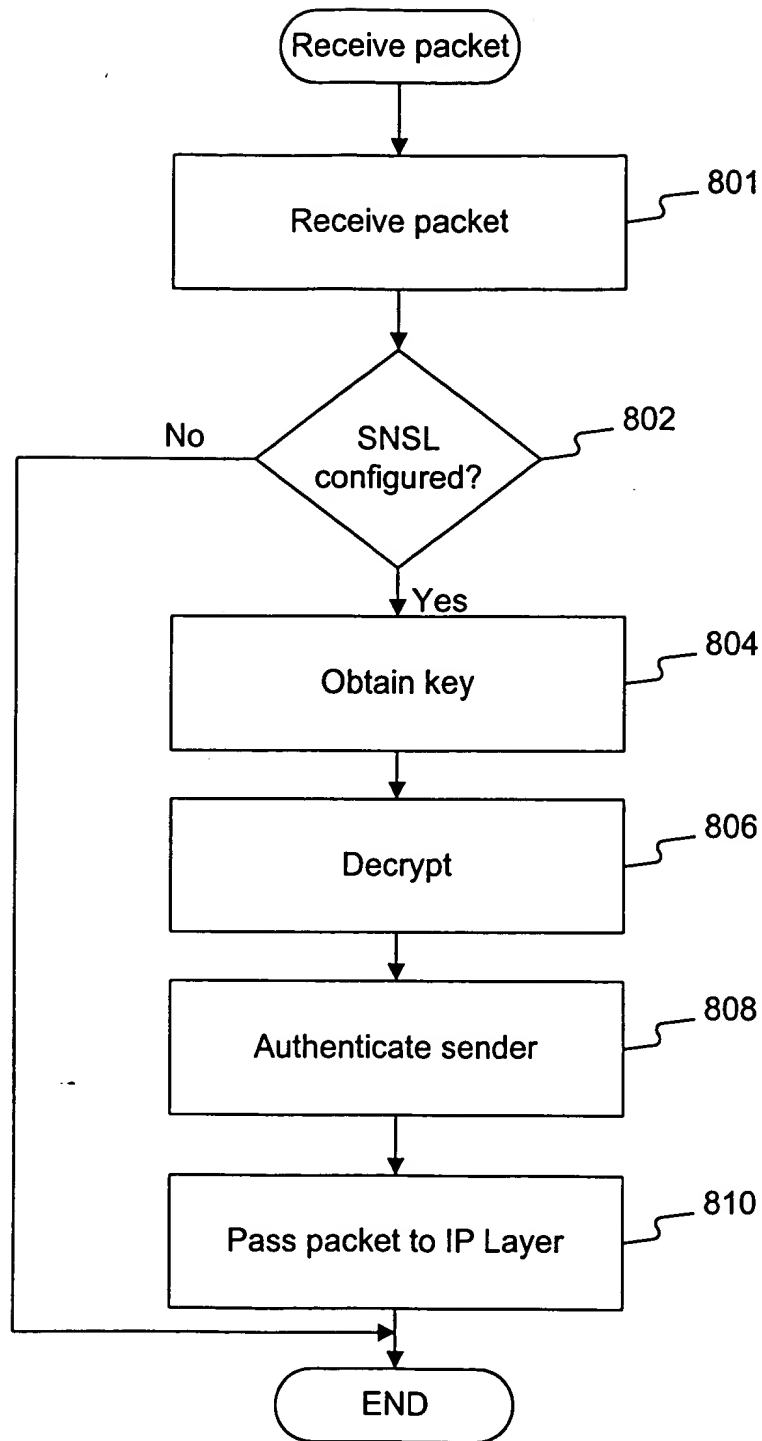 Receive packet
Receive packet
801
No
SNSL
configured?
802
Yes
Obtain key
804
Decrypt
806
Authenticate sender
808
Pass packet to IP Layer
810
END